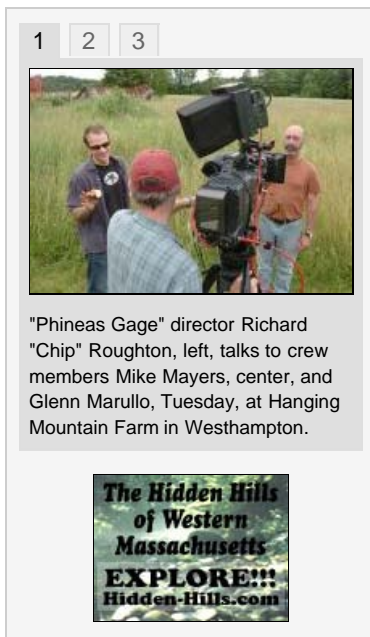 1 2 3
"Phineas Gage" director Richard
"Chip" Roughton, left, talks to crew
members Mike Mayers, center, and
Glenn Marullo, Tuesday, at Hanging
Mountain Farm in Westhampton.
The Hidden Hills
of Western
Massachusetts
EXPLORE!!!
Hidden-Hills.com